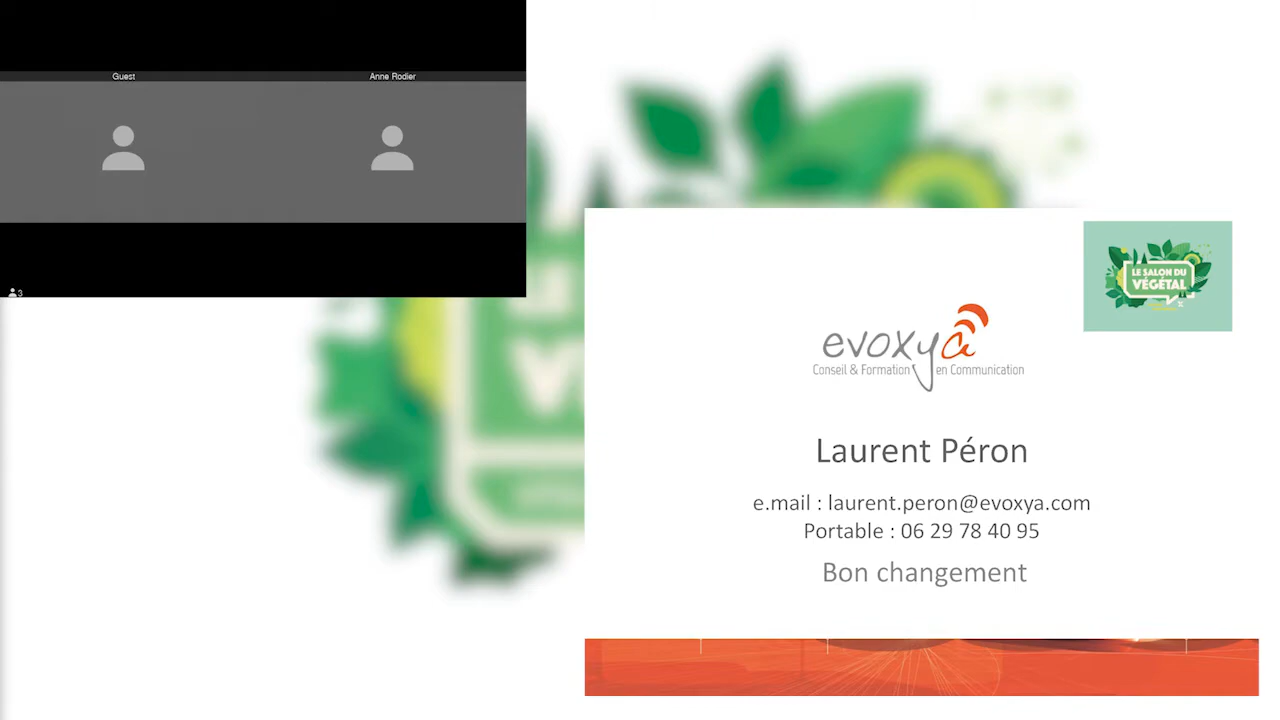 Guest
Anne Rodier
3
LE SALON DU
VÉGÉTAL
evoxya
Conseil & Formation en Communication
Laurent Péron
e.mail : laurent.peron@evoxya.com
Portable : 06 29 78 40 95
Bon changement